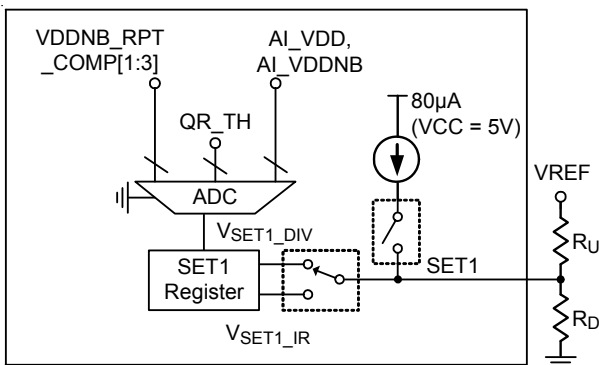 VDDNB_RPT
_COMP[1:3]
AI_VDD,
AI_VDDNB
QR_TH
80µA
(VCC = 5V)
VREF
ADC
RU
VSET1_DIV
SET1
Register
SET1
RD
VSET1_IR